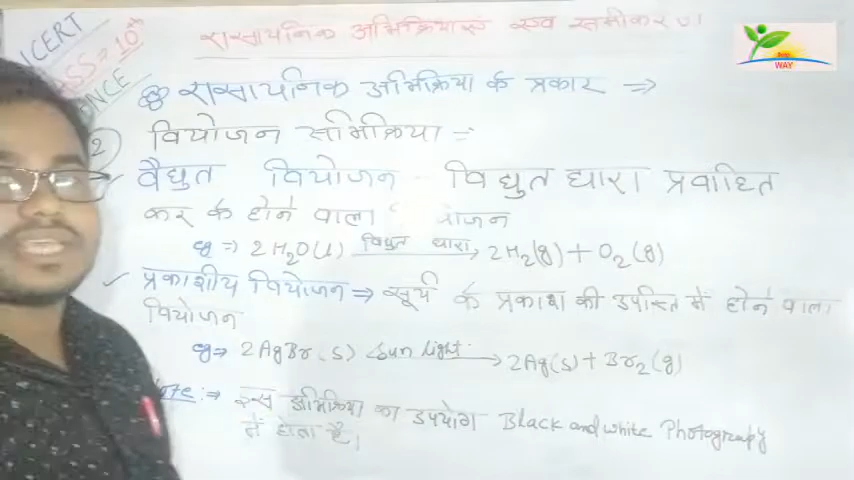 NCERT
CLASS = 10th
रासायनिक अभिक्रियाएं एवं समीकरण
WAY
रासायनिक अभिक्रिया के प्रकार ⇒
2 वियोजन अभिक्रिया :-
वैद्युत वियोजन - विद्युत धारा प्रवाहित
कर के होने वाला योजन
eg ⇒ 2H₂O(l) विद्युत धारा → 2H₂(g) + O₂(g)
प्रकाशीय वियोजन ⇒ सूर्य के प्रकाश की उपस्ति में होने वाला
वियोजन
eg ⇒ 2AgBr(s) Sun light → 2Ag(s) + Br₂(g)
Note :→ इस अभिक्रिया का उपयोग Black and white Photograpy
में होता है।